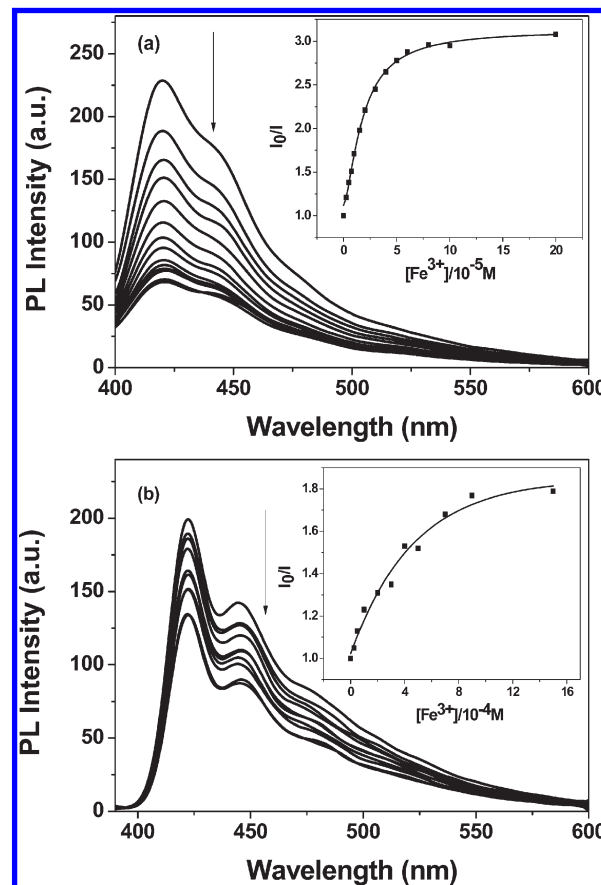 (a)
PL Intensity (a.u.)
250
200
150
100
50
0
400 450 500 550 600
Wavelength (nm)
I0/I
3.0
2.5
2.0
1.5
1.0
0 5 10 15 20
[Fe3+]/10-5M
(b)
PL Intensity (a.u.)
250
200
150
100
50
0
400 450 500 550 600
Wavelength (nm)
I0/I
1.8
1.6
1.4
1.2
1.0
0 4 8 12 16
[Fe3+]/10-4M